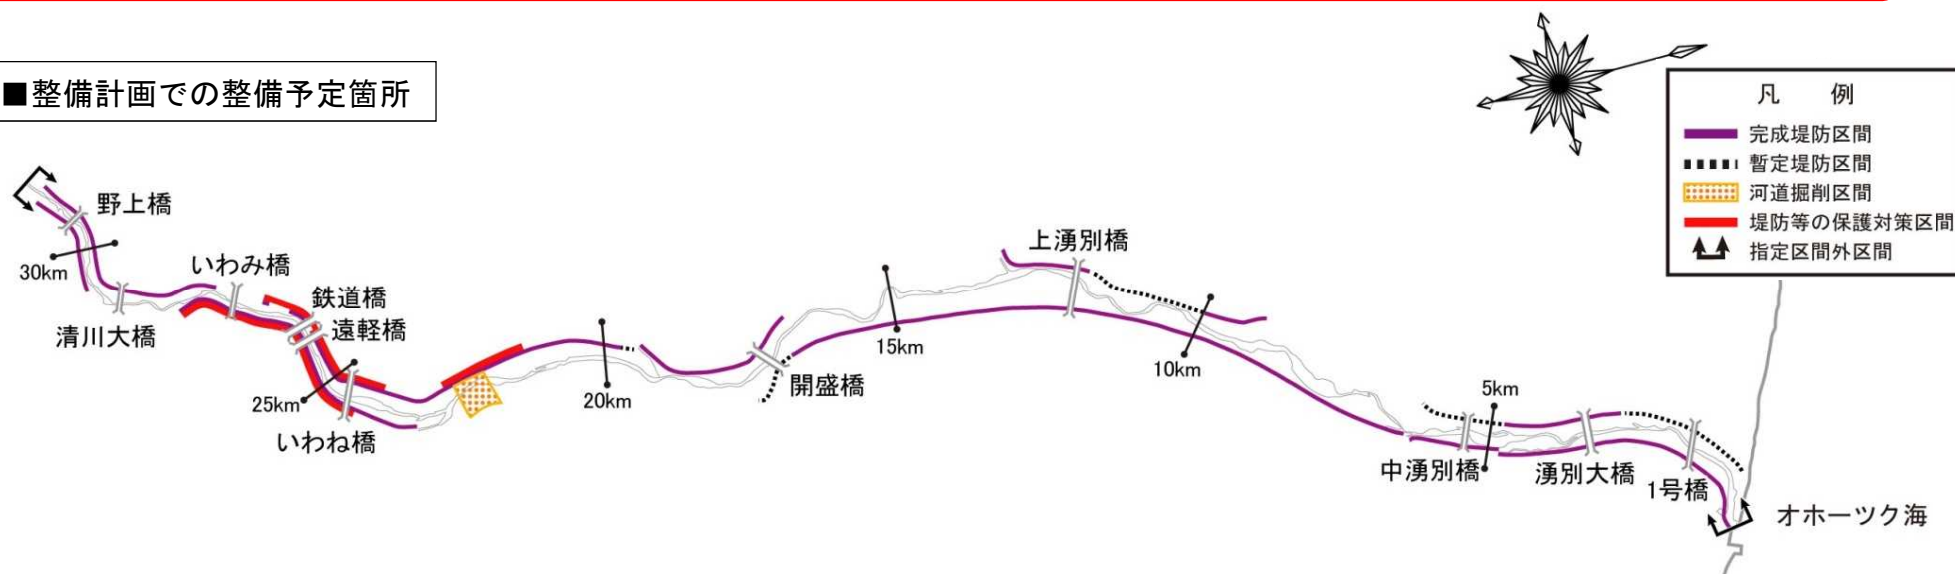 ■整備計画での整備予定箇所
凡 例
完成堤防区間
暫定堤防区間
河道掘削区間
堤防等の保護対策区間
指定区間外区間
野上橋
30km
清川大橋
いわみ橋
鉄道橋
遠軽橋
25km
いわね橋
20km
開盛橋
15km
上湧別橋
10km
中湧別橋
5km
湧別大橋
1号橋
オホーツク海